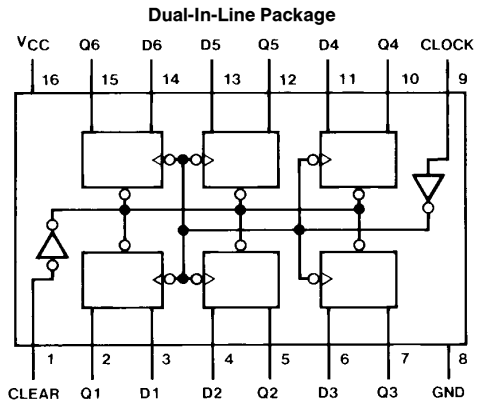 Dual-In-Line Package
VCC Q6 D6 D5 Q5 D4 Q4 CLOCK
16 15 14 13 12 11 10 9
1 2 3 4 5 6 7 8
CLEAR Q1 D1 D2 Q2 D3 Q3 GND